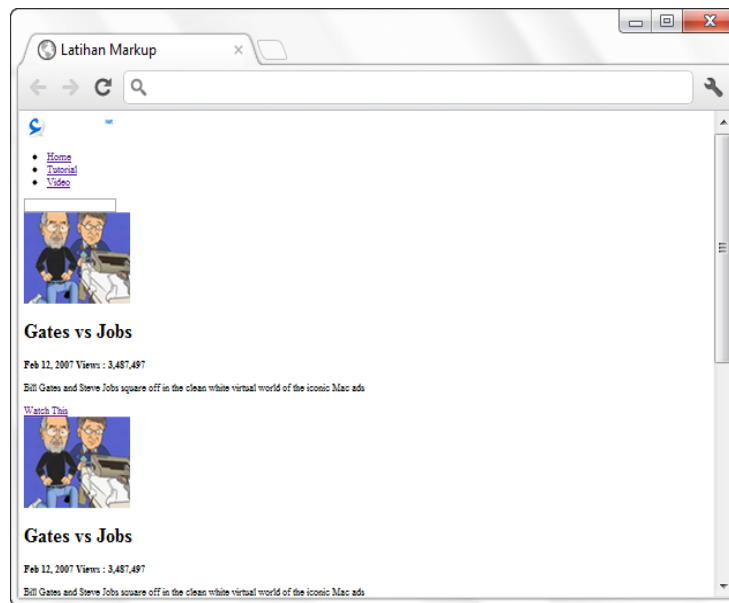 Latihan Markup
net
Home
Tutorial
Video
Gates vs Jobs
Feb 12, 2007 Views : 3,487,497
Bill Gates and Steve Jobs square off in the clean white virtual world of the iconic Mac ads
Watch This
Gates vs Jobs
Feb 12, 2007 Views : 3,487,497
Bill Gates and Steve Jobs square off in the clean white virtual world of the iconic Mac ads